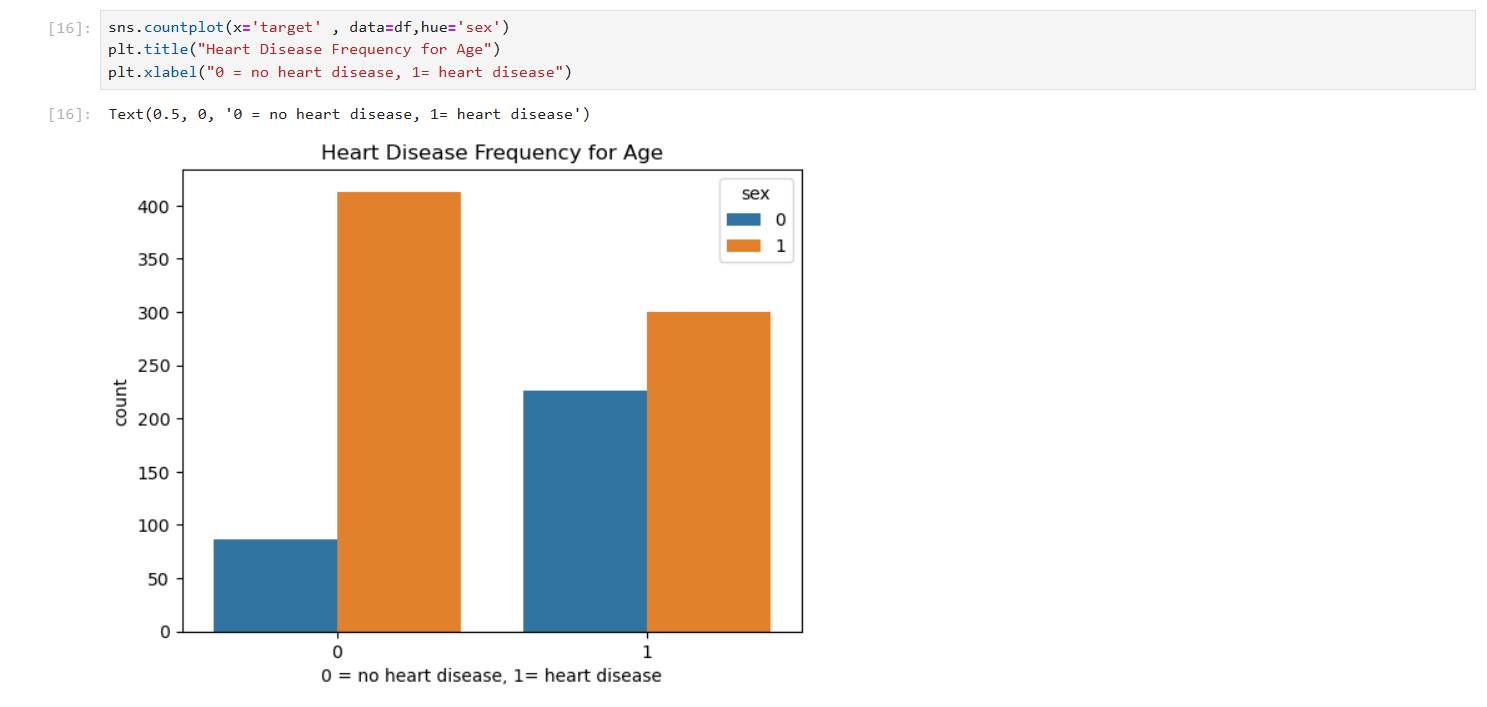 [16]: sns.countplot(x='target' , data=df,hue='sex')
plt.title("Heart Disease Frequency for Age")
plt.xlabel("0 = no heart disease, 1= heart disease")
[16]: Text(0.5, 0, '0 = no heart disease, 1= heart disease')
Heart Disease Frequency for Age
sex
0
1
400
350
300
250
200
150
100
50
0
count
0 1
0 = no heart disease, 1= heart disease